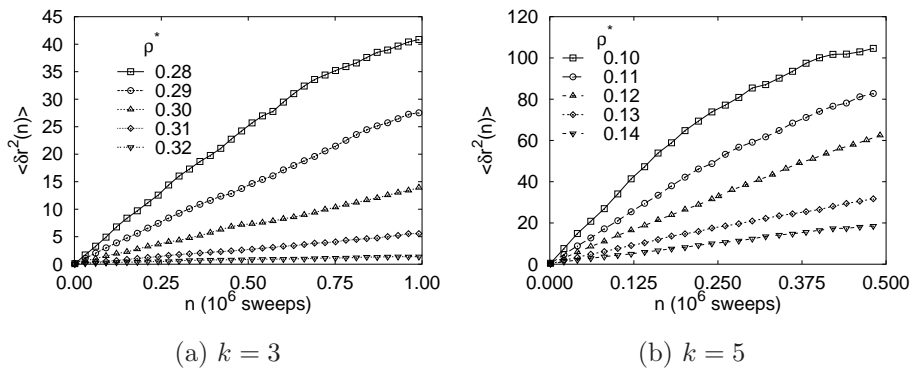 45
40
35
30
25
20
15
10
5
0
<δr²(n)>
ρ*
0.28
0.29
0.30
0.31
0.32
0.00 0.25 0.50 0.75 1.00
n (10⁶ sweeps)
(a) k = 3
120
100
80
60
40
20
0
<δr²(n)>
ρ*
0.10
0.11
0.12
0.13
0.14
0.000 0.125 0.250 0.375 0.500
n (10⁶ sweeps)
(b) k = 5